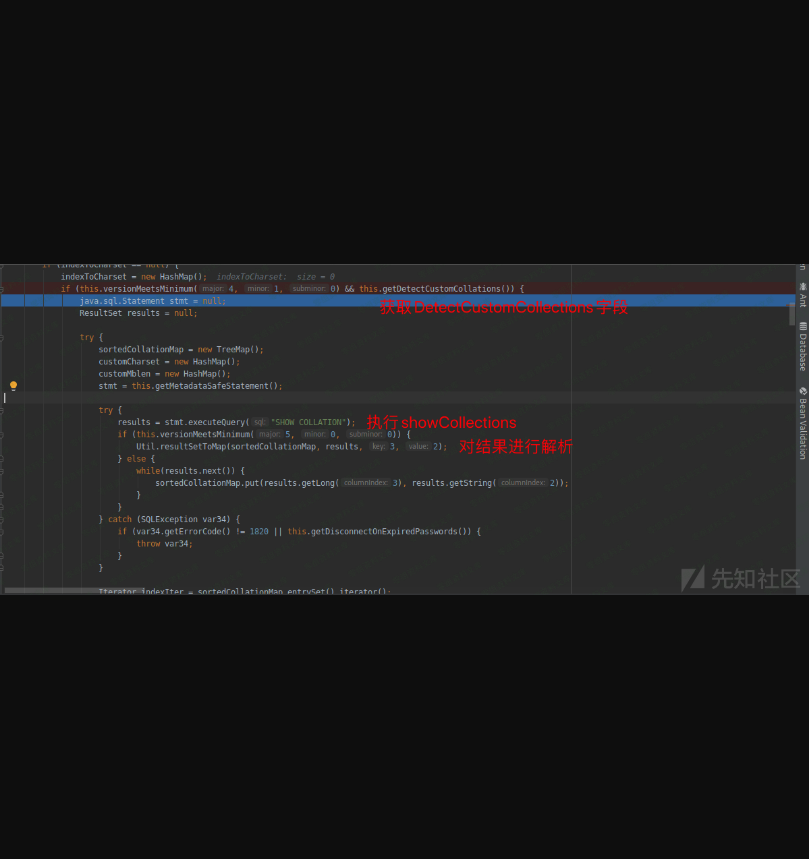 if (indexToCharset == null) {
indexToCharset = new HashMap(); indexToCharset: size = 0
if (this.versionMeetsMinimum( major: 4, minor: 1, subminor: 0) && this.getDetectCustomCollations()) {
java.sql.Statement stmt = null;
获取DetectCustomCollections字段
ResultSet results = null;
try {
sortedCollationMap = new TreeMap();
customCharset = new HashMap();
customMblen = new HashMap();
stmt = this.getMetadataSafeStatement();
try {
results = stmt.executeQuery( sql: "SHOW COLLATION"); 执行showCollections
if (this.versionMeetsMinimum( major: 5, minor: 0, subminor: 0)) {
Util.resultSetToMap(sortedCollationMap, results, key: 3, value: 2); 对结果进行解析
} else {
while(results.next()) {
sortedCollationMap.put(results.getLong( columnIndex: 3), results.getString( columnIndex: 2));
}
}
} catch (SQLException var34) {
if (var34.getErrorCode() != 1820 || this.getDisconnectOnExpiredPasswords()) {
throw var34;
}
}
Iterator indexIter = sortedCollationMap.entrySet().iterator();
Ant
Database
Bean Validation
先知社区